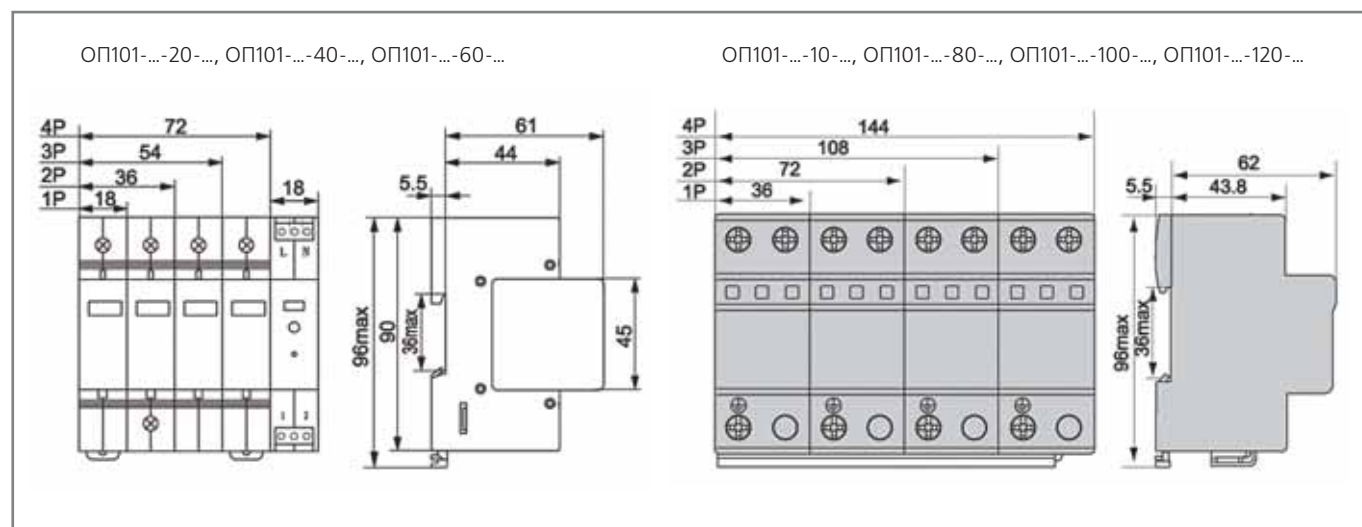 ОП101-...-20-..., ОП101-...-40-..., ОП101-...-60-...
4P 72
3P 54
2P 36
1P 18
18
L N
61
44
5.5
96max
90
36max
45
ОП101-...-10-..., ОП101-...-80-..., ОП101-...-100-..., ОП101-...-120-...
4P 144
3P 108
2P 72
1P 36
62
5.5 43.8
96max
36max